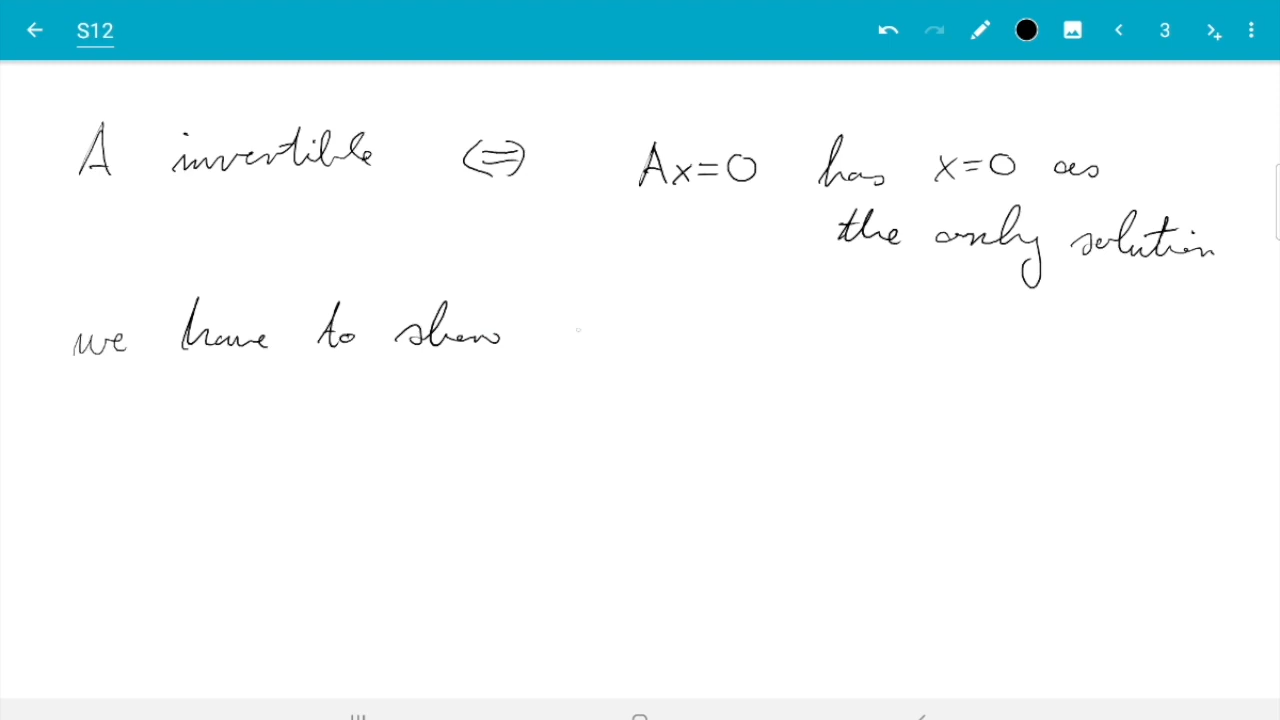 S12
3
A invertible ⇔ Ax=0 has x=0 as
the only solution
we have to show